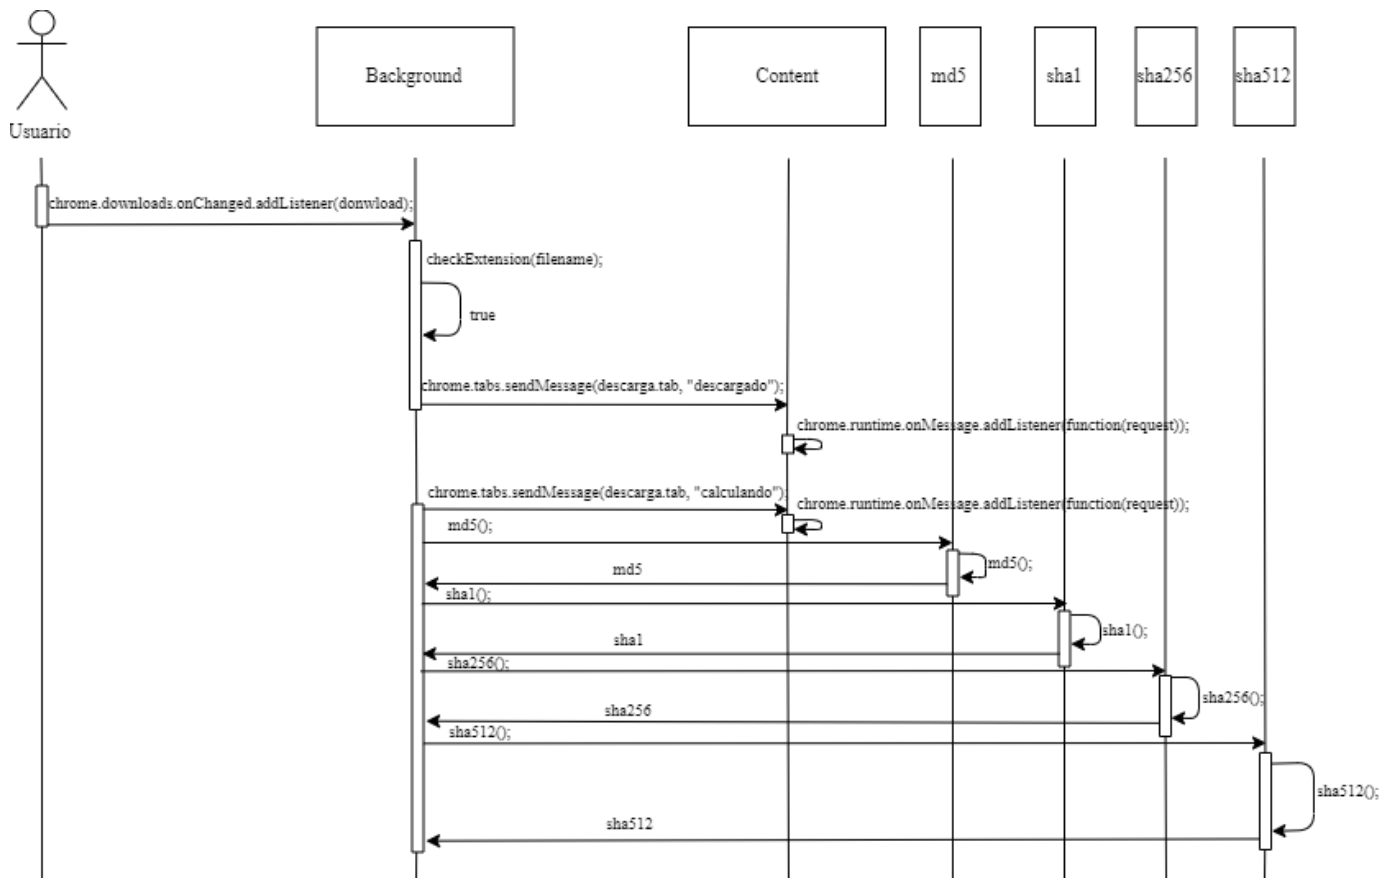 Usuario
Background
Content
md5
sha1
sha256
sha512
chrome.downloads.onChanged.addListener(donwload);
checkExtension(filename);
true
chrome.tabs.sendMessage(descarga.tab, "descargado");
chrome.runtime.onMessage.addListener(function(request));
chrome.tabs.sendMessage(descarga.tab, "calculando");
chrome.runtime.onMessage.addListener(function(request));
md5();
md5();
md5
sha1();
sha1();
sha1
sha256();
sha256();
sha256
sha512();
sha512();
sha512